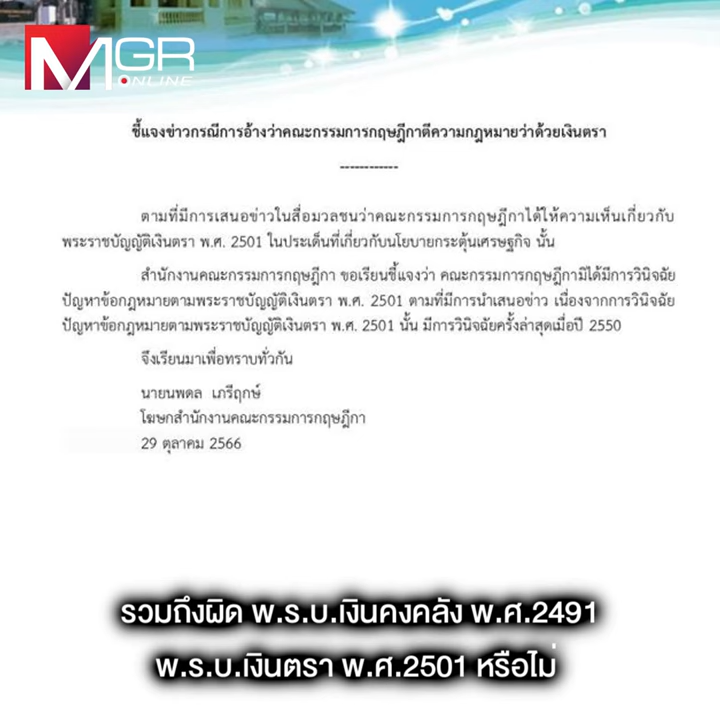 MGR
ONLINE
ชี้แจงข่าวกรณีการอ้างว่าคณะกรรมการกฤษฎีกาตีความกฎหมายว่าด้วยเงินตรา
------------
ตามที่มีการเสนอข่าวในสื่อมวลชนว่าคณะกรรมการกฤษฎีกาได้ให้ความเห็นเกี่ยวกับ
พระราชบัญญัติเงินตรา พ.ศ. 2501 ในประเด็นที่เกี่ยวกับนโยบายกระตุ้นเศรษฐกิจ นั้น
สำนักงานคณะกรรมการกฤษฎีกา ขอเรียนชี้แจงว่า คณะกรรมการกฤษฎีกามิได้มีการวินิจฉัย
ปัญหาข้อกฎหมายตามพระราชบัญญัติเงินตรา พ.ศ. 2501 ตามที่มีการนำเสนอข่าว เนื่องจากการวินิจฉัย
ปัญหาข้อกฎหมายตามพระราชบัญญัติเงินตรา พ.ศ. 2501 นั้น มีการวินิจฉัยครั้งล่าสุดเมื่อปี 2550
จึงเรียนมาเพื่อทราบทั่วกัน
นายนพดล เภรีฤกษ์
โฆษกสำนักงานคณะกรรมการกฤษฎีกา
29 ตุลาคม 2566
รวมถึงผิด พ.ร.บ.เงินคงคลัง พ.ศ.2491
พ.ร.บ.เงินตรา พ.ศ.2501 หรือไม่